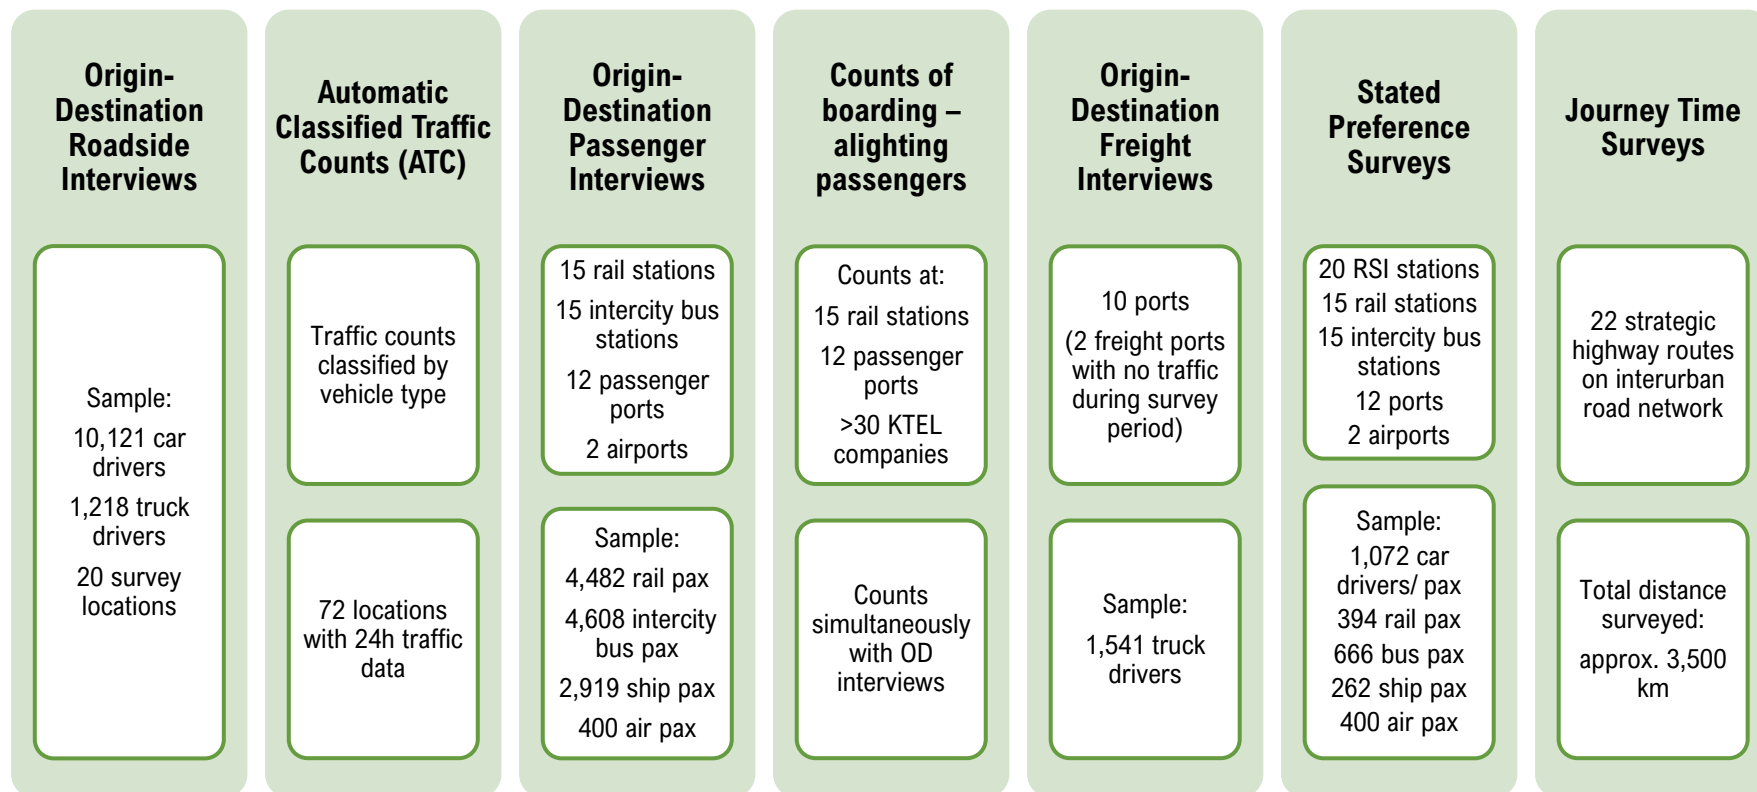 Origin-
Destination
Roadside
Interviews
Sample:
10,121 car
drivers
1,218 truck
drivers
20 survey
locations
Automatic
Classified Traffic
Counts (ATC)
Traffic counts
classified by
vehicle type
72 locations
with 24h traffic
data
Origin-
Destination
Passenger
Interviews
15 rail stations
15 intercity bus
stations
12 passenger
ports
2 airports
Sample:
4,482 rail pax
4,608 intercity
bus pax
2,919 ship pax
400 air pax
Counts of
boarding –
alighting
passengers
Counts at:
15 rail stations
12 passenger
ports
>30 KTEL
companies
Counts
simultaneously
with OD
interviews
Origin-
Destination
Freight
Interviews
10 ports
(2 freight ports
with no traffic
during survey
period)
Sample:
1,541 truck
drivers
Stated
Preference
Surveys
20 RSI stations
15 rail stations
15 intercity bus
stations
12 ports
2 airports
Sample:
1,072 car
drivers/ pax
394 rail pax
666 bus pax
262 ship pax
400 air pax
Journey Time
Surveys
22 strategic
highway routes
on interurban
road network
Total distance
surveyed:
approx. 3,500
km